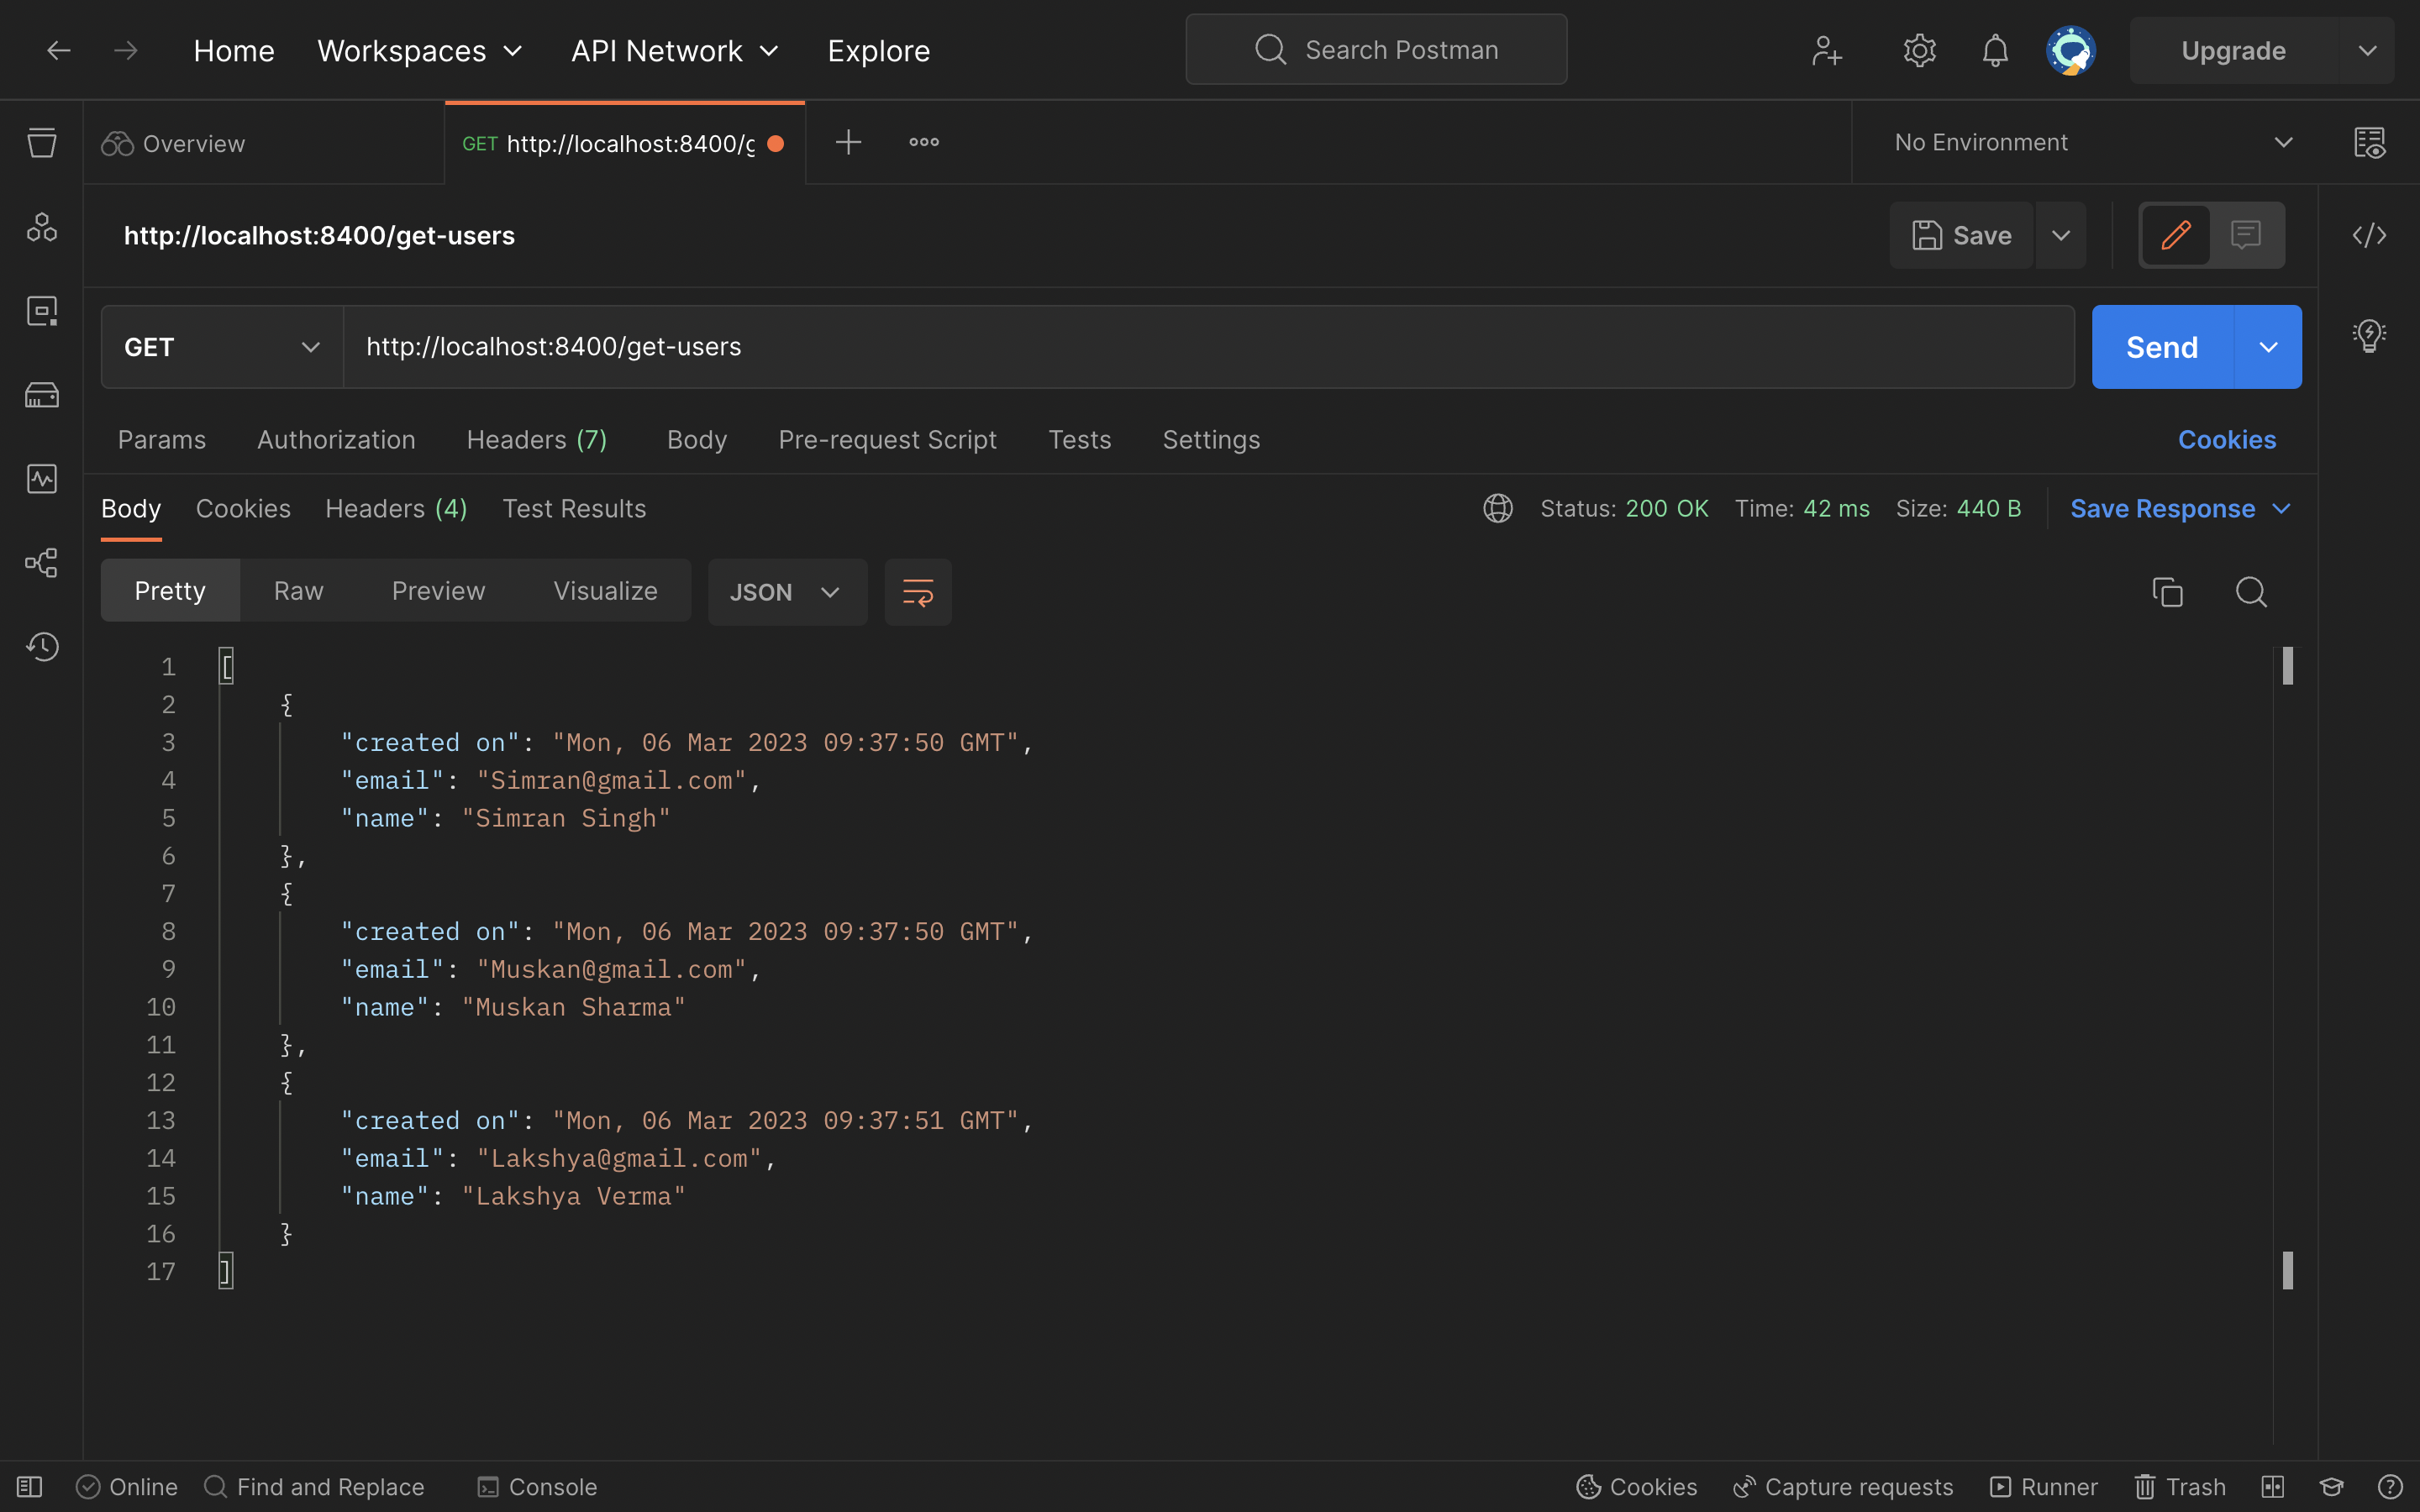 Home Workspaces API Network Explore Search Postman Upgrade
Overview GET http://localhost:8400/g No Environment
http://localhost:8400/get-users Save
GET http://localhost:8400/get-users Send
Params Authorization Headers (7) Body Pre-request Script Tests Settings Cookies
Body Cookies Headers (4) Test Results Status: 200 OK Time: 42 ms Size: 440 B Save Response
Pretty Raw Preview Visualize JSON
1 [
2 {
3 "created on": "Mon, 06 Mar 2023 09:37:50 GMT",
4 "email": "Simran@gmail.com",
5 "name": "Simran Singh"
6 },
7 {
8 "created on": "Mon, 06 Mar 2023 09:37:50 GMT",
9 "email": "Muskan@gmail.com",
10 "name": "Muskan Sharma"
11 },
12 {
13 "created on": "Mon, 06 Mar 2023 09:37:51 GMT",
14 "email": "Lakshya@gmail.com",
15 "name": "Lakshya Verma"
16 }
17 ]
Online Find and Replace Console Cookies Capture requests Runner Trash